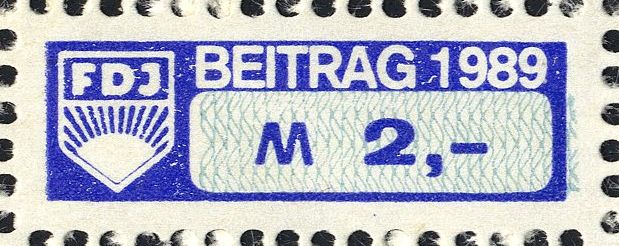 FDJ
BEITRAG 1989
M 2,-